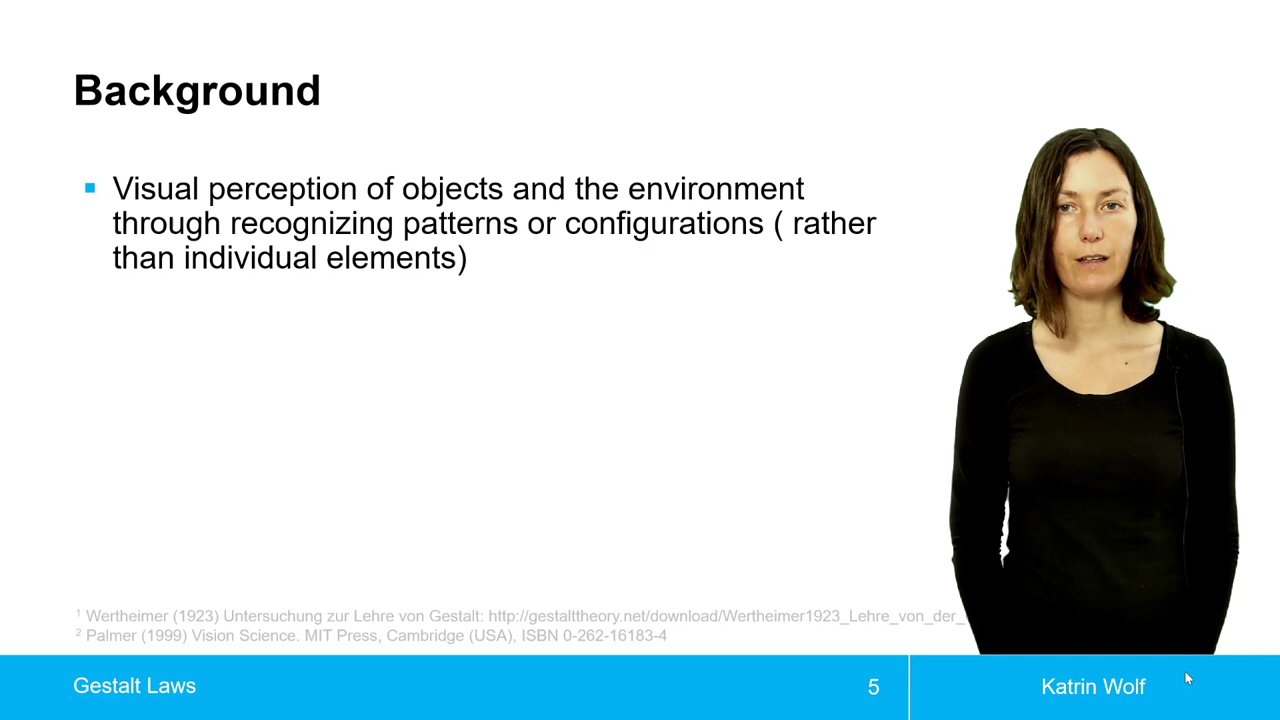 Background
Visual perception of objects and the environment
through recognizing patterns or configurations ( rather
than individual elements)
1 Wertheimer (1923) Untersuchung zur Lehre von Gestalt: http://gestalttheory.net/download/Wertheimer1923_Lehre_von_der_
2 Palmer (1999) Vision Science. MIT Press, Cambridge (USA), ISBN 0-262-16183-4
Gestalt Laws
5
Katrin Wolf